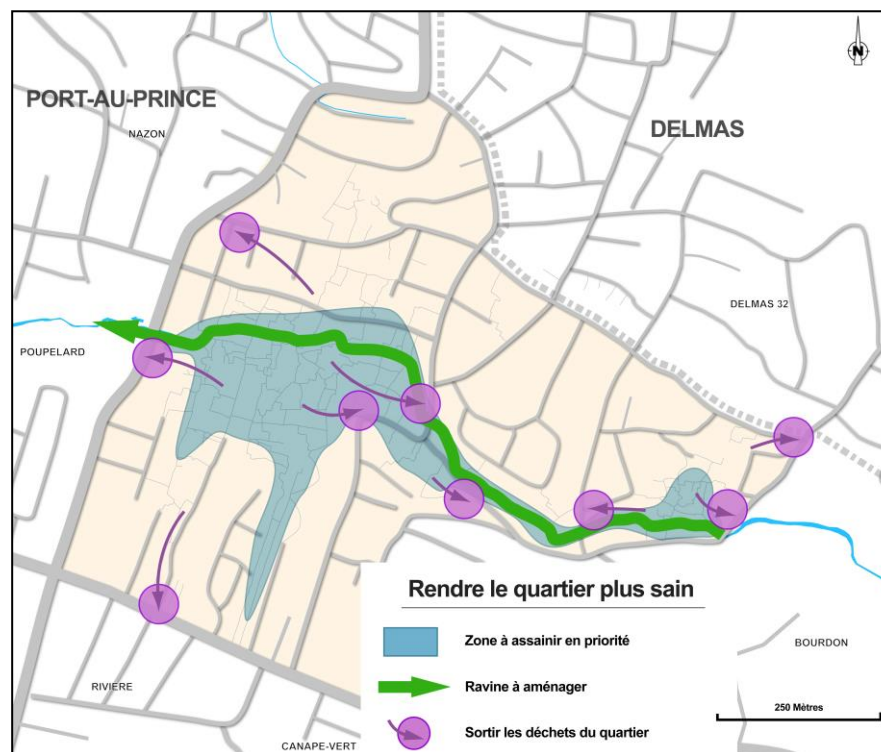 N
PORT-AU-PRINCE
NAZON
DELMAS
DELMAS 32
POUPELARD
Rendre le quartier plus sain
Zone à assainir en priorité
BOURDON
Ravine à aménager
RIVIERE
250 Mètres
Sortir les déchets du quartier
CANAPE-VERT